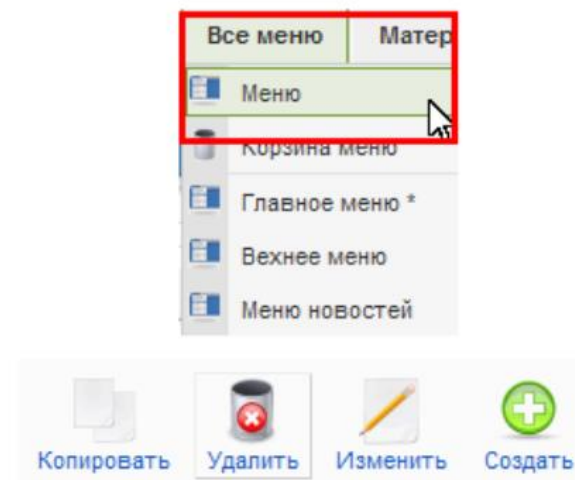 Все меню Матер
Меню
Корзина меню
Главное меню *
Вехнее меню
Меню новостей
Копировать Удалить Изменить Создать